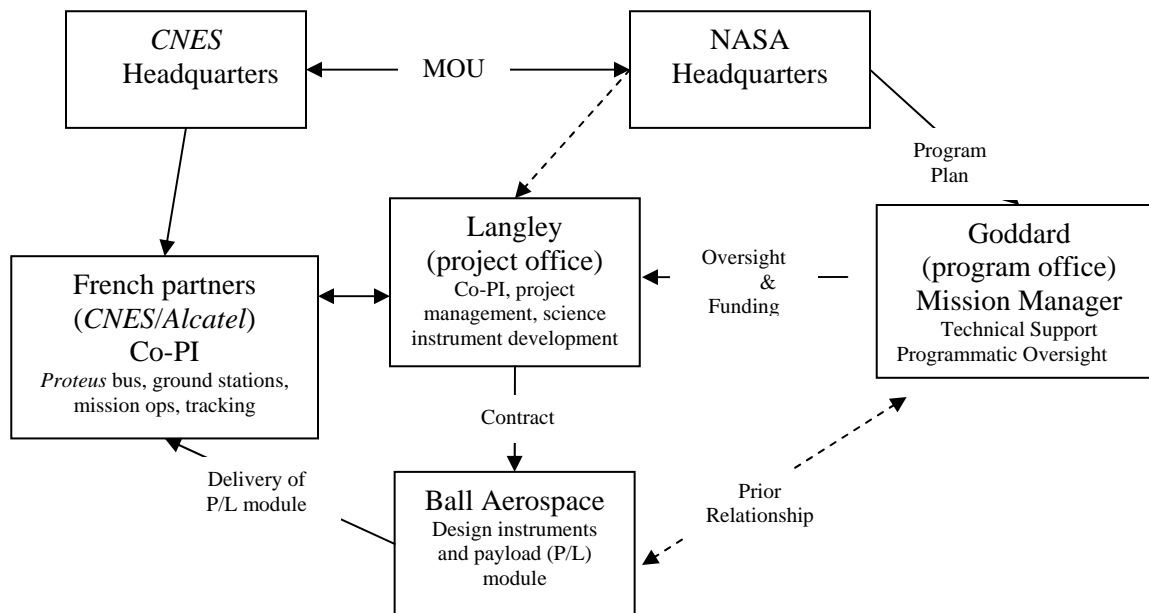 CNES
Headquarters
MOU
NASA
Headquarters
Program
Plan
Langley
(project office)
Co-PI, project
management, science
instrument development
Oversight
&
Funding
Goddard
(program office)
Mission Manager
Technical Support
Programmatic Oversight
French partners
(CNES/Alcatel)
Co-PI
Proteus bus, ground stations,
mission ops, tracking
Contract
Delivery of
P/L module
Ball Aerospace
Design instruments
and payload (P/L)
module
Prior
Relationship